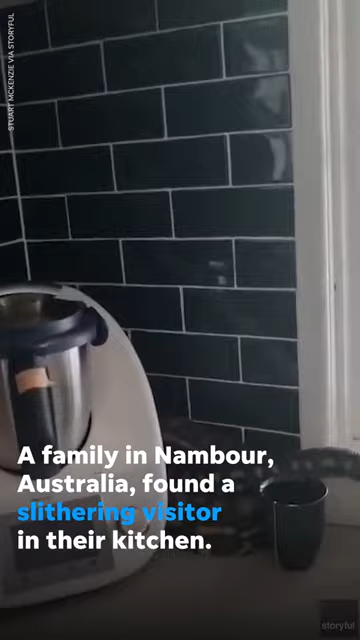 STUART MCKENZIE VIA STORYFUL
A family in Nambour,
Australia, found a
slithering visitor
in their kitchen.
storyful